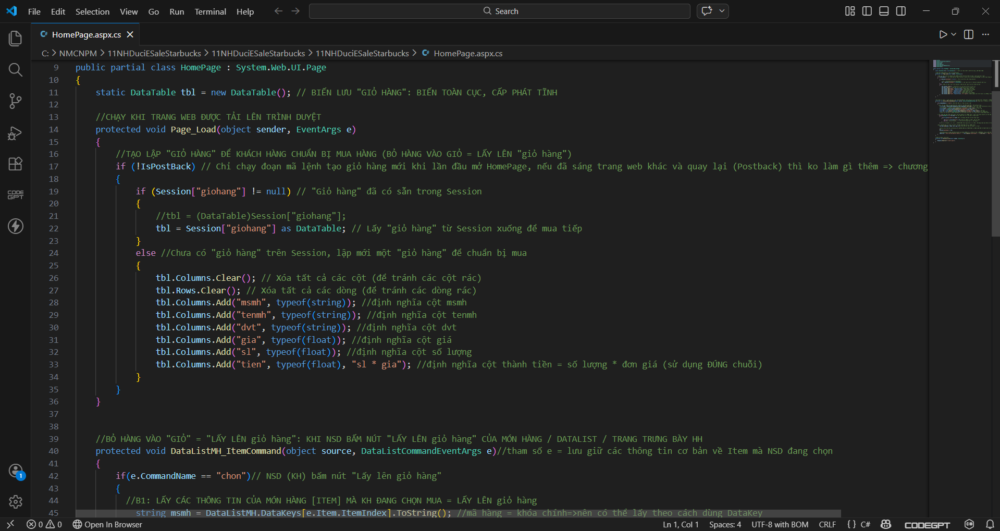 File Edit Selection View Go Run Terminal Help
Search
HomePage.aspx.cs
C: > NMCNPM > 11NHDuciESaleStarbucks > 11NHDuciESaleStarbucks > 11NHDuciESaleStarbucks > HomePage.aspx.cs
9 public partial class HomePage : System.Web.UI.Page
10 {
11 static DataTable tbl = new DataTable(); // BIẾN LƯU "GIỎ HÀNG": BIẾN TOÀN CỤC, CẤP PHÁT TĨNH
12
13 //CHẠY KHI TRANG WEB ĐƯỢC TẢI LÊN TRÌNH DUYỆT
14 protected void Page_Load(object sender, EventArgs e)
15 {
16 //TẠO LẬP "GIỎ HÀNG" ĐỂ KHÁCH HÀNG CHUẨN BỊ MUA HÀNG (BỎ HÀNG VÀO GIỎ = LẤY LÊN "giỏ hàng")
17 if (!IsPostBack) // Chỉ chạy đoạn mã lệnh tạo giỏ hàng mới khi lần đầu mở HomePage, nếu đã sáng trang web khác và quay lại (Postback) thì ko làm gì thêm => chương
18 {
19 if (Session["giohang"] != null) // "Giỏ hàng" đã có sẵn trong Session
20 {
21 //tbl = (DataTable)Session["giohang"];
22 tbl = Session["giohang"] as DataTable; // Lấy "giỏ hàng" từ Session xuống để mua tiếp
23 }
24 else //Chưa có "giỏ hàng" trên Session, lập mới một "giỏ hàng" để chuẩn bị mua
25 {
26 tbl.Columns.Clear(); // Xóa tất cả các cột (để tránh các cột rác)
27 tbl.Rows.Clear(); // Xóa tất cả các dòng (để tránh các dòng rác)
28 tbl.Columns.Add("msmh", typeof(string)); //định nghĩa cột msmh
29 tbl.Columns.Add("tenmh", typeof(string)); //định nghĩa cột tenmh
30 tbl.Columns.Add("dvt", typeof(string)); //định nghĩa cột dvt
31 tbl.Columns.Add("gia", typeof(float)); //định nghĩa cột giá
32 tbl.Columns.Add("sl", typeof(float)); //định nghĩa cột số lượng
33 tbl.Columns.Add("tien", typeof(float), "sl * gia"); //định nghĩa cột thành tiền = số lượng * đơn giá (sử dụng ĐÚNG chuỗi)
34 }
35 }
36 }
37
38
39 //BỎ HÀNG VÀO "GIỎ" = "LẤY LÊN giỏ hàng": KHI NSD BẤM NÚT "LẤY LÊN giỏ hàng" CỦA MÓN HÀNG / DATALIST / TRANG TRƯNG BÀY HH
40 protected void DataListMH_ItemCommand(object source, DataListCommandEventArgs e)//tham số e = lưu giữ các thông tin cơ bản về Item mà NSD đang chọn
41 {
42 if(e.CommandName == "chon")// NSD (KH) bấm nút "Lấy lên giỏ hàng"
43 {
44 //B1: LẤY CÁC THÔNG TIN CỦA MÓN HÀNG [ITEM] MÀ KH ĐANG CHỌN MUA = LẤY LÊN giỏ hàng
45 string msmh = DataListMH.DataKeys[e.Item.ItemIndex].ToString(); //mã hàng = khóa chính=>nên có thể lấy theo cách dùng DataKey
CODE GPT
1
0 0 Open In Browser
Ln 1, Col 1 Spaces: 4 UTF-8 with BOM CRLF {} C# CODEGPT